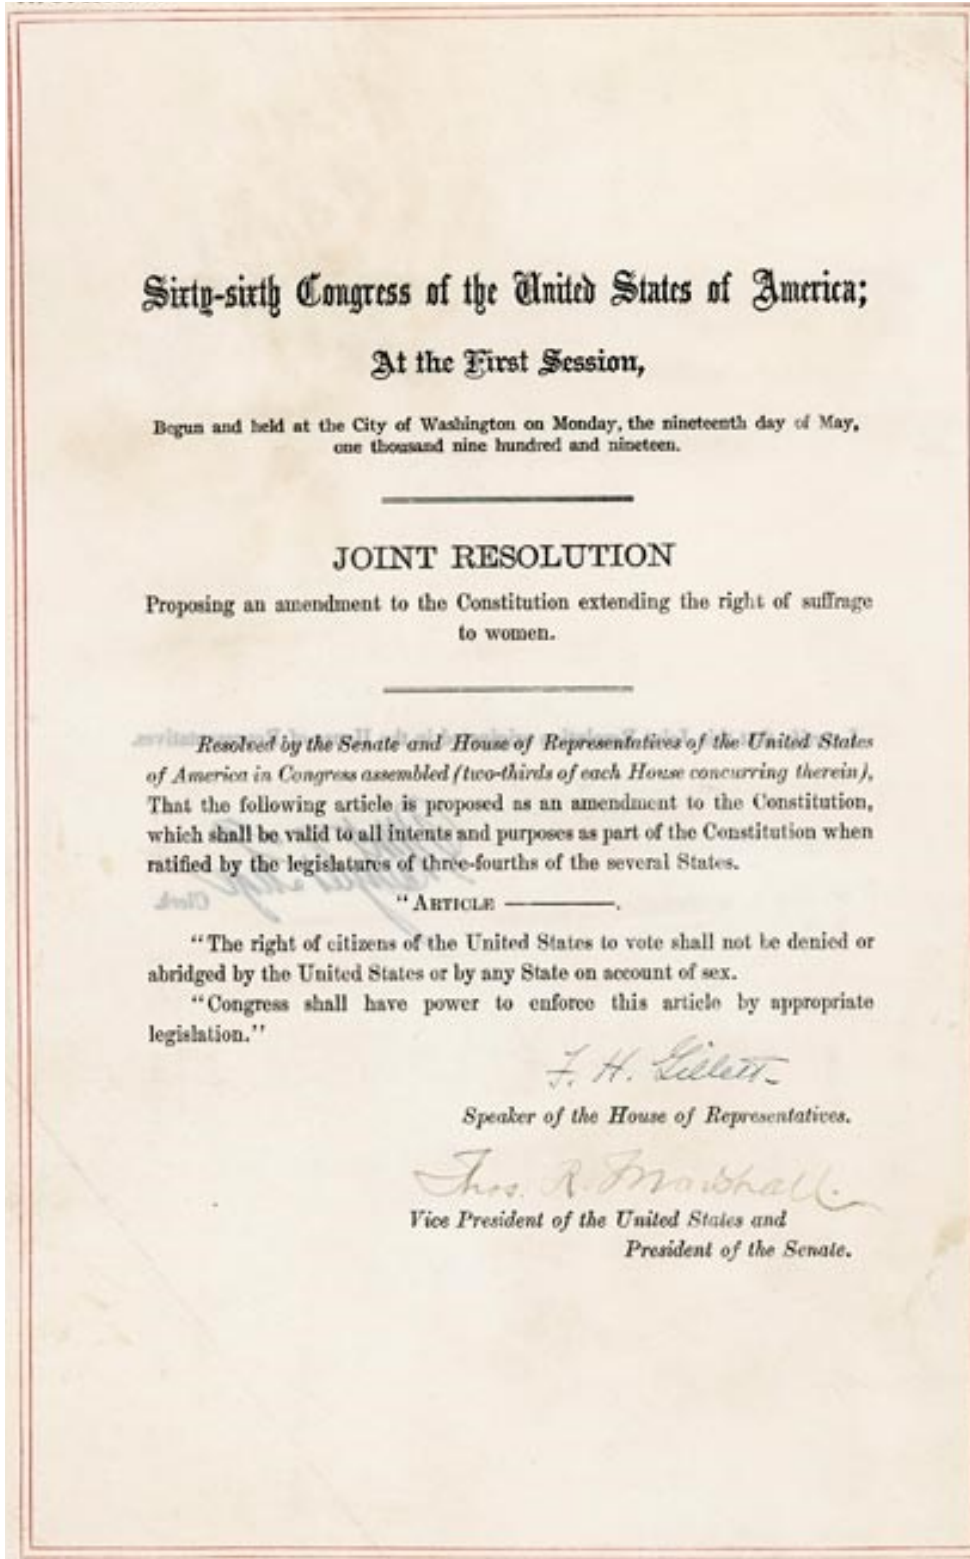 Sixty-sixth Congress of the United States of America;
At the First Session,
Begun and held at the City of Washington on Monday, the nineteenth day of May,
one thousand nine hundred and nineteen.
JOINT RESOLUTION
Proposing an amendment to the Constitution extending the right of suffrage
to women.
Resolved by the Senate and House of Representatives of the United States
of America in Congress assembled (two-thirds of each House concurring therein),
That the following article is proposed as an amendment to the Constitution,
which shall be valid to all intents and purposes as part of the Constitution when
ratified by the legislatures of three-fourths of the several States.
"ARTICLE ———.
"The right of citizens of the United States to vote shall not be denied or
abridged by the United States or by any State on account of sex.
"Congress shall have power to enforce this article by appropriate
legislation."
F. H. Gillett
Speaker of the House of Representatives.
Thos. R. Marshall.
Vice President of the United States and
President of the Senate.